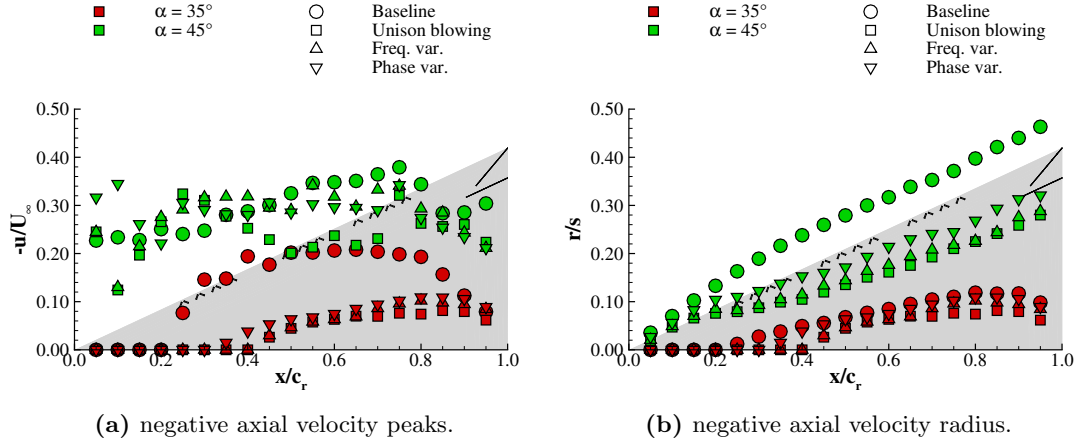 α = 35°
α = 45°
Baseline
Unison blowing
Freq. var.
Phase var.
-u/U∞
0.50
0.40
0.30
0.20
0.10
0.00
0.0 0.2 0.4 0.6 0.8 1.0
x/cr
(a) negative axial velocity peaks.
α = 35°
α = 45°
Baseline
Unison blowing
Freq. var.
Phase var.
r/s
0.50
0.40
0.30
0.20
0.10
0.00
0.0 0.2 0.4 0.6 0.8 1.0
x/cr
(b) negative axial velocity radius.